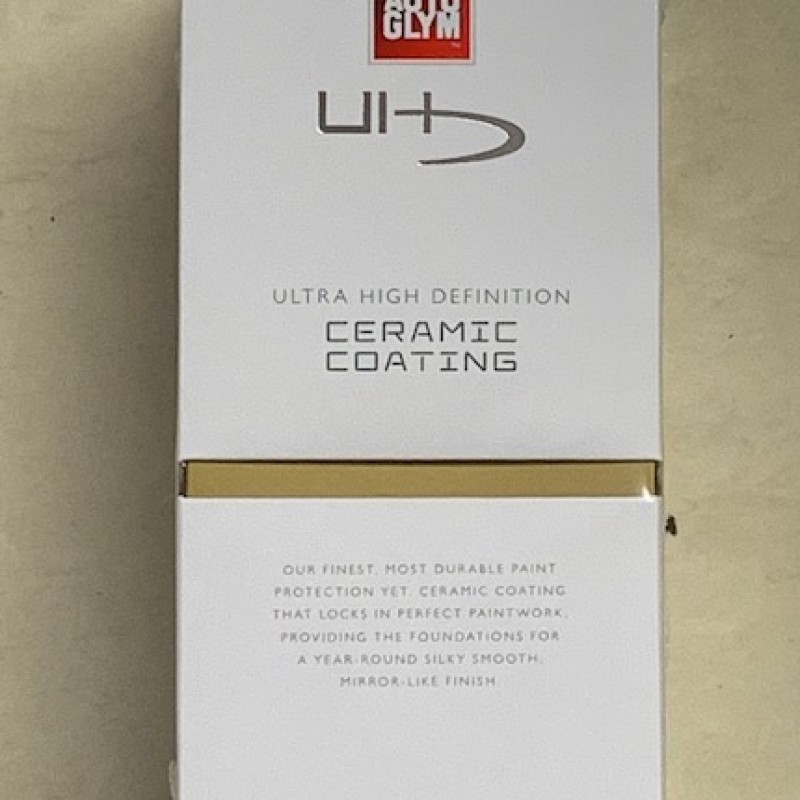 AUTO
GLYM
UHD
ULTRA HIGH DEFINITION
CERAMIC
COATING
OUR FINEST, MOST DURABLE PAINT
PROTECTION YET. CERAMIC COATING
THAT LOCKS IN PERFECT PAINTWORK,
PROVIDING THE FOUNDATIONS FOR
A YEAR-ROUND SILKY SMOOTH,
MIRROR-LIKE FINISH.